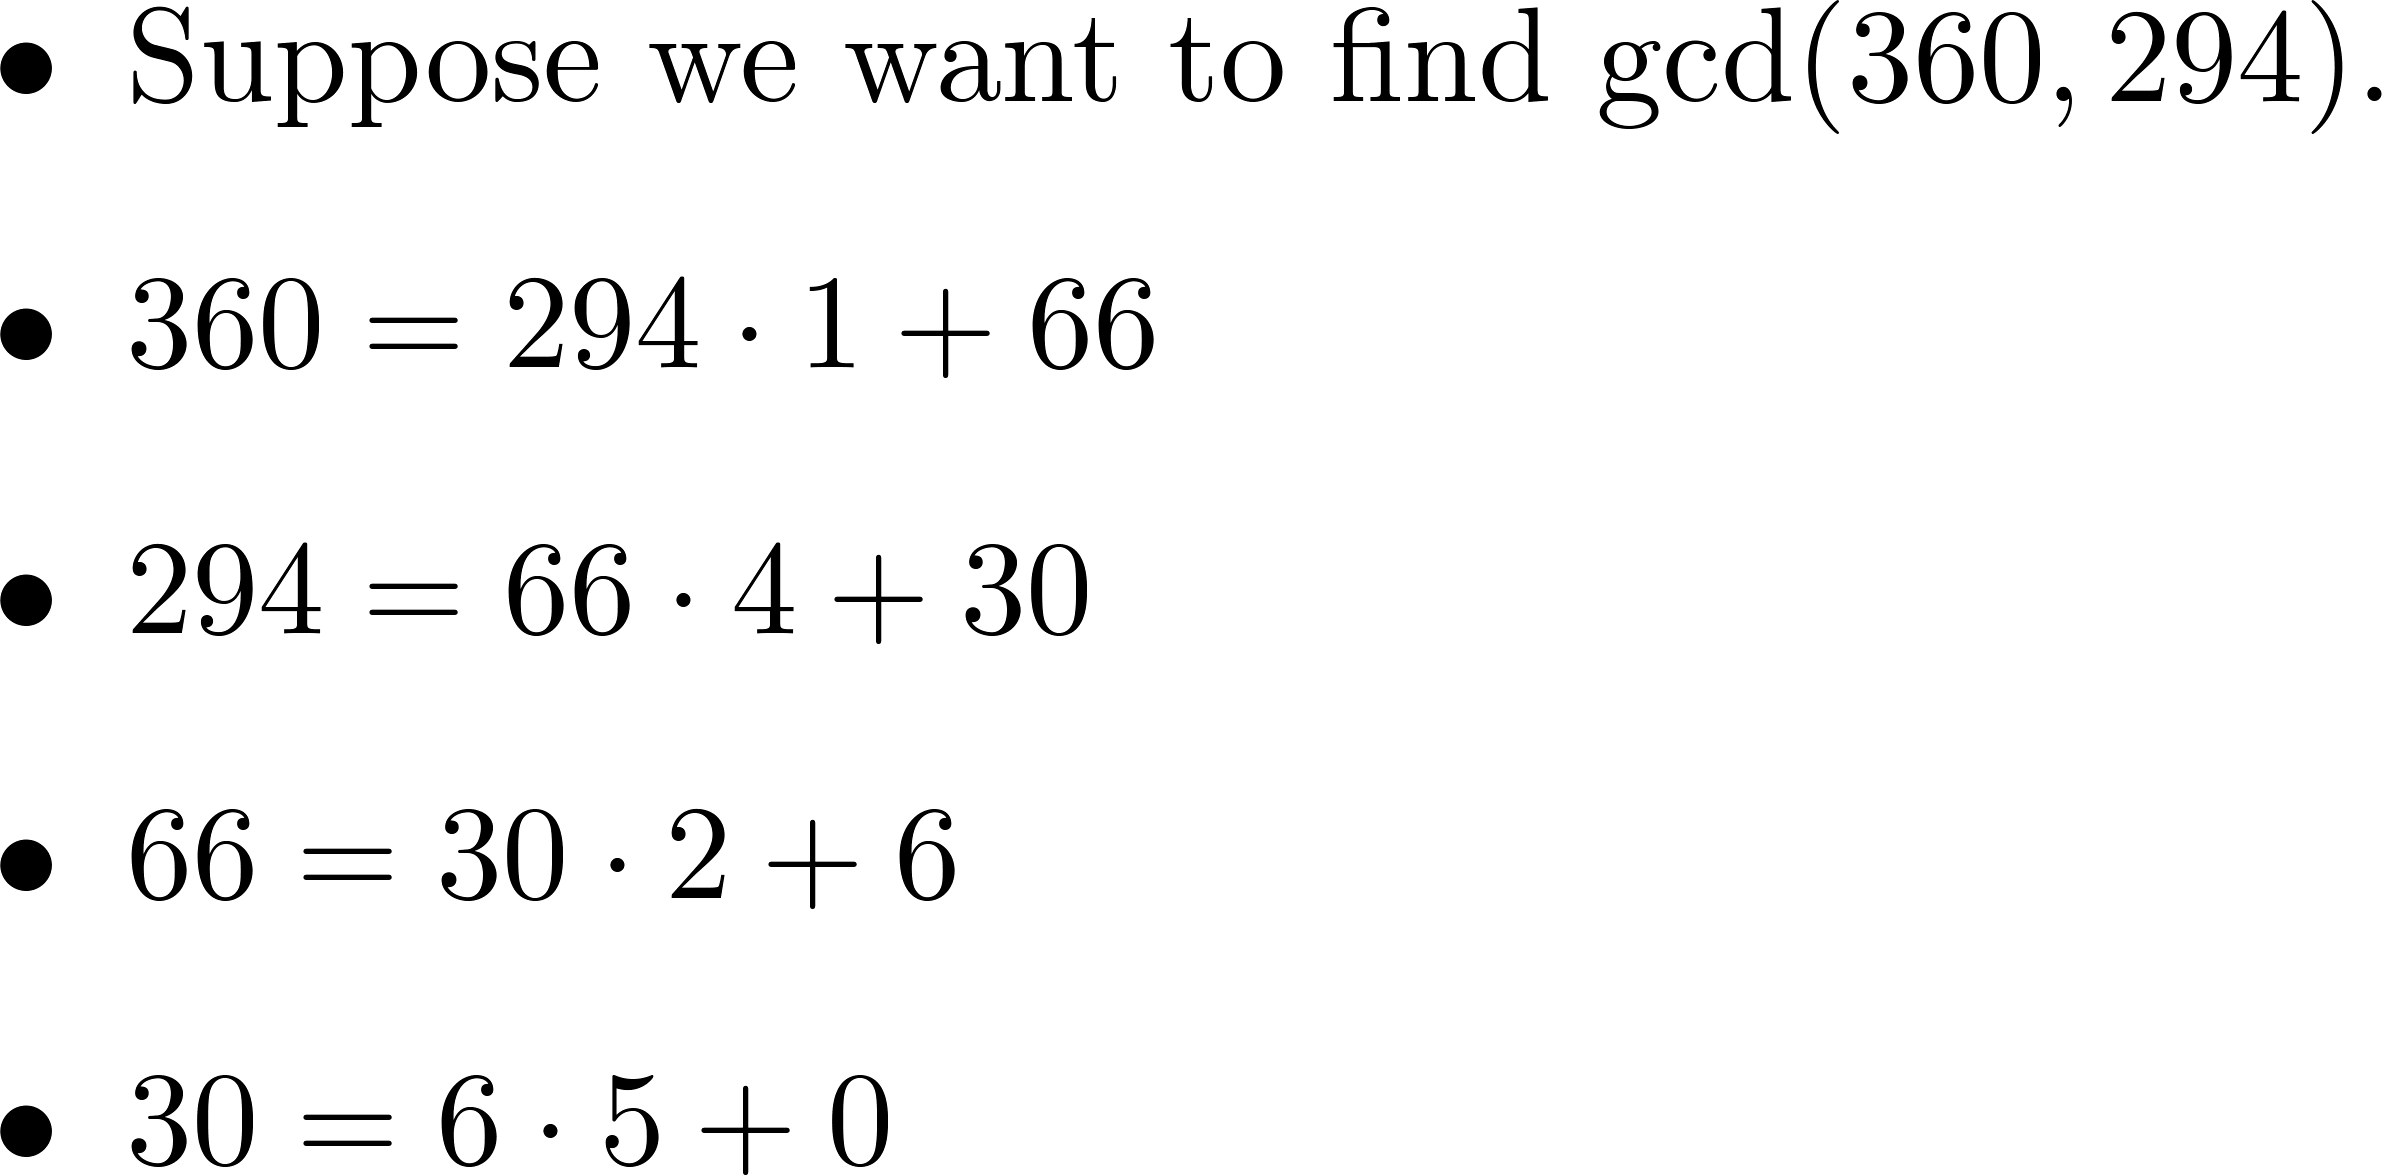 • Suppose we want to find gcd(360, 294).
• 360 = 294 · 1 + 66
• 294 = 66 · 4 + 30
• 66 = 30 · 2 + 6
• 30 = 6 · 5 + 0